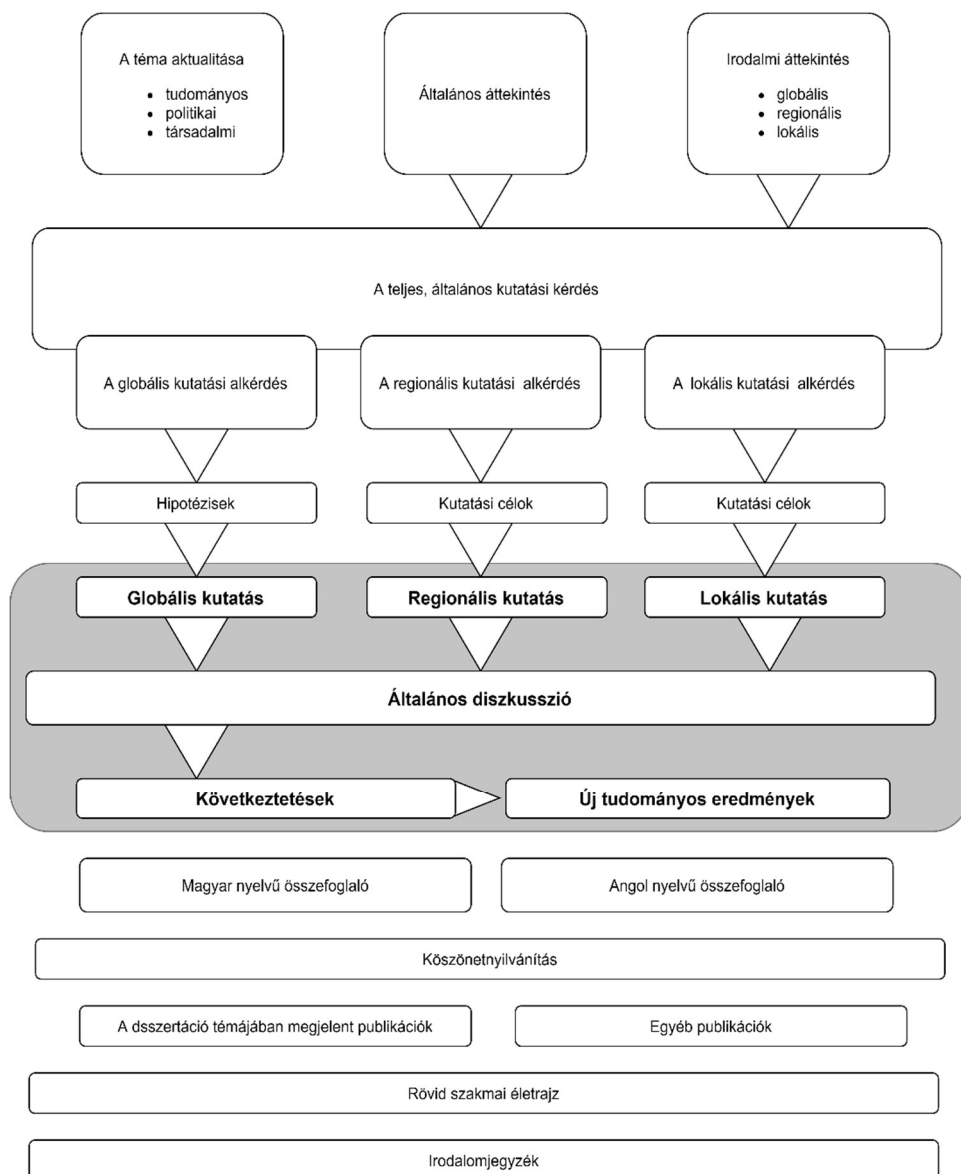 A téma aktualitása
• tudományos
• politikai
• társadalmi
Általános áttekintés
Irodalmi áttekintés
• globális
• regionális
• lokális
A teljes, általános kutatási kérdés
A globális kutatási alkérdés
A regionális kutatási alkérdés
A lokális kutatási alkérdés
Hipotézisek
Kutatási célok
Kutatási célok
Globális kutatás
Regionális kutatás
Lokális kutatás
Általános diszkusszió
Következtetések
Új tudományos eredmények
Magyar nyelvű összefoglaló
Angol nyelvű összefoglaló
Köszönetnyilvánítás
A dsszertáció témájában megjelent publikációk
Egyéb publikációk
Rövid szakmai életrajz
Irodalomjegyzék